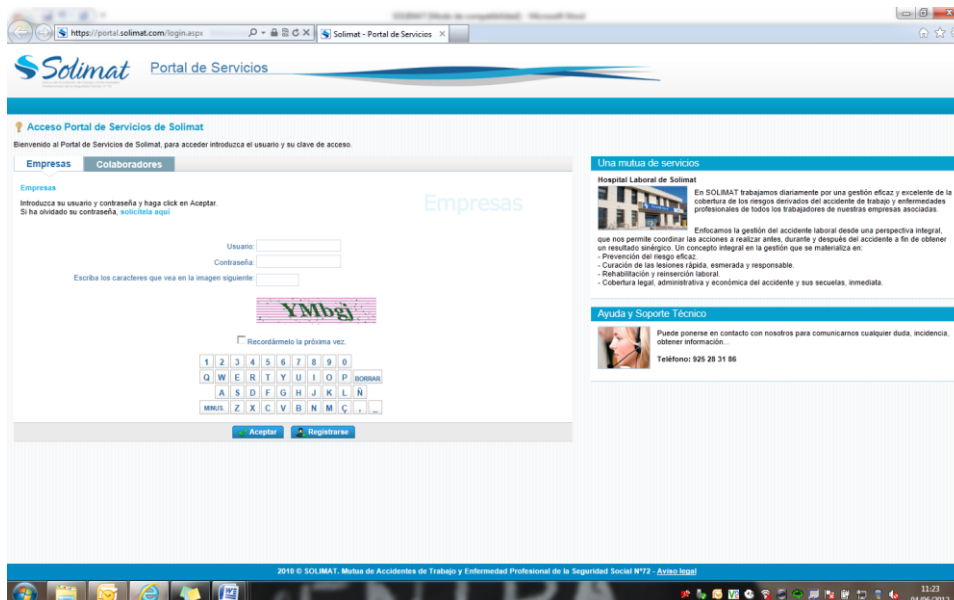 https://portal.solimat.com/login.aspx
Solimat - Portal de Servicios
Solimat
Portal de Servicios
Acceso Portal de Servicios de Solimat
Bienvenido al Portal de Servicios de Solimat, para acceder introduzca el usuario y su clave de acceso.
Empresas Colaboradores
Empresas
Empresas
Introduzca su usuario y contraseña y haga click en Aceptar.
Si ha olvidado su contraseña, solicítela aquí
Usuario:
Contraseña:
Escriba los caracteres que vea en la imagen siguiente:
YMbgj
Recordármelo la próxima vez.
1 2 3 4 5 6 7 8 9 0
Q W E R T Y U I O P BORRAR
A S D F G H J K L Ñ
MINUS. Z X C V B N M Ç , _
Aceptar Registrarse
Una mutua de servicios
Hospital Laboral de Solimat
En SOLIMAT trabajamos diariamente por una gestión eficaz y excelente de la
cobertura de los riesgos derivados del accidente de trabajo y enfermedades
profesionales de todos los trabajadores de nuestras empresas asociadas.
Enfocamos la gestión del accidente laboral desde una perspectiva integral,
que nos permite coordinar las acciones a realizar antes, durante y después del accidente a fin de obtener
un resultado sinérgico. Un concepto integral en la gestión que se materializa en:
- Prevención del riesgo eficaz.
- Curación de las lesiones rápida, esmerada y responsable.
- Rehabilitación y reinserción laboral.
- Cobertura legal, administrativa y económica del accidente y sus secuelas, inmediata.
Ayuda y Soporte Técnico
Puede ponerse en contacto con nosotros para comunicarnos cualquier duda, incidencia,
obtener información...
Teléfono: 925 28 31 86
2010 © SOLIMAT. Mutua de Accidentes de Trabajo y Enfermedad Profesional de la Seguridad Social Nº72 - Aviso legal
11:23
04/06/2012